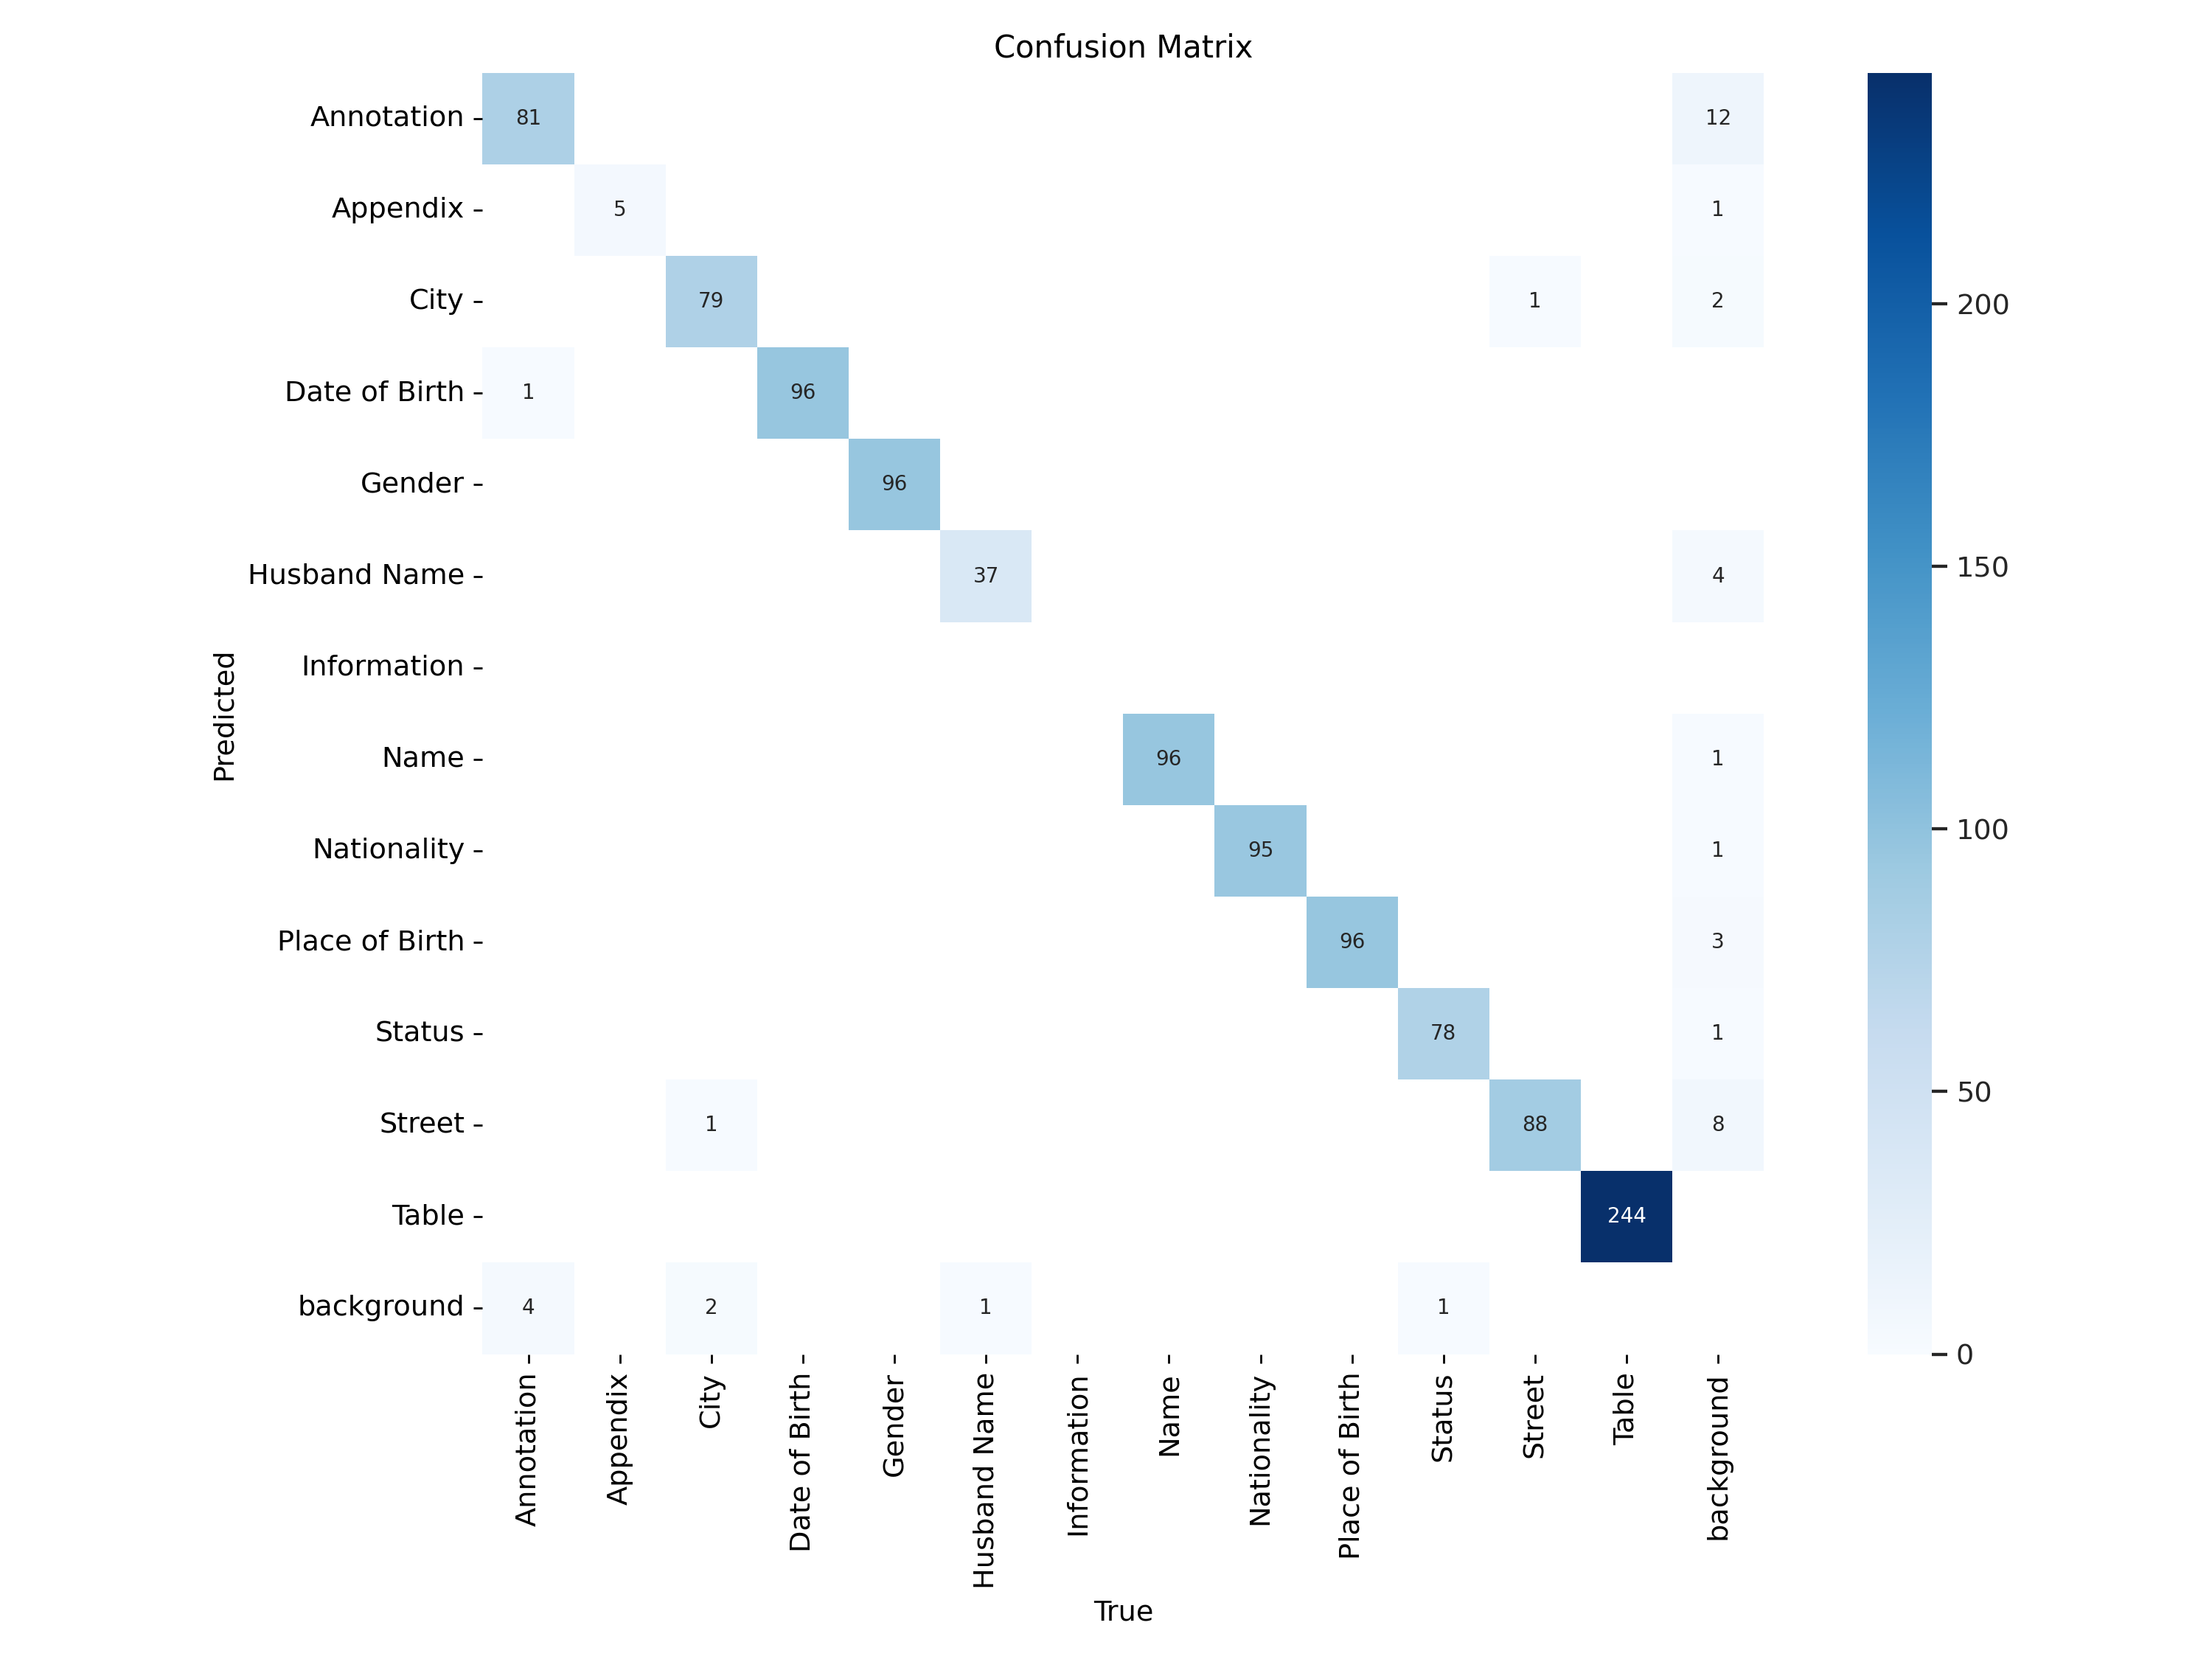 Confusion Matrix
Annotation 81 12
Appendix 5 1
City 79 1 2
Date of Birth 1 96
Gender 96
Husband Name 37 4
Information
Name 96 1
Nationality 95 1
Place of Birth 96 3
Status 78 1
Street 1 88 8
Table 244
background 4 2 1 1
Predicted
Annotation
Appendix
City
Date of Birth
Gender
Husband Name
Information
Name
Nationality
Place of Birth
Status
Street
Table
background
True
200
150
100
50
0